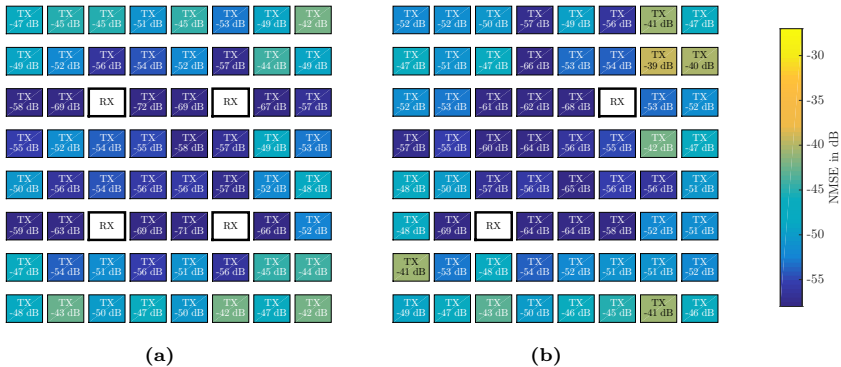 TX TX TX TX TX TX TX TX
-47 dB -45 dB -45 dB -51 dB -45 dB -53 dB -49 dB -42 dB
TX TX TX TX TX TX TX TX
-49 dB -52 dB -56 dB -54 dB -52 dB -57 dB -44 dB -49 dB
TX TX RX TX TX RX TX TX
-58 dB -69 dB -72 dB -69 dB -67 dB -57 dB
TX TX TX TX TX TX TX TX
-55 dB -52 dB -54 dB -55 dB -58 dB -57 dB -49 dB -53 dB
TX TX TX TX TX TX TX TX
-50 dB -56 dB -54 dB -56 dB -56 dB -57 dB -52 dB -48 dB
TX TX RX TX TX RX TX TX
-59 dB -63 dB -69 dB -71 dB -66 dB -52 dB
TX TX TX TX TX TX TX TX
-47 dB -54 dB -51 dB -56 dB -51 dB -56 dB -45 dB -44 dB
TX TX TX TX TX TX TX TX
-48 dB -43 dB -50 dB -47 dB -50 dB -42 dB -47 dB -42 dB
(a)
TX TX TX TX TX TX TX TX
-52 dB -52 dB -50 dB -57 dB -49 dB -56 dB -41 dB -47 dB
TX TX TX TX TX TX TX TX
-47 dB -51 dB -47 dB -66 dB -53 dB -54 dB -39 dB -40 dB
TX TX TX TX TX RX TX TX
-52 dB -53 dB -61 dB -62 dB -68 dB -53 dB -52 dB
TX TX TX TX TX TX TX TX
-57 dB -55 dB -60 dB -64 dB -56 dB -55 dB -42 dB -47 dB
TX TX TX TX TX TX TX TX
-48 dB -50 dB -57 dB -56 dB -65 dB -56 dB -56 dB -51 dB
TX TX RX TX TX TX TX TX
-48 dB -69 dB -64 dB -64 dB -58 dB -52 dB -51 dB
TX TX TX TX TX TX TX TX
-41 dB -53 dB -48 dB -54 dB -52 dB -51 dB -51 dB -52 dB
TX TX TX TX TX TX TX TX
-49 dB -47 dB -43 dB -50 dB -46 dB -45 dB -41 dB -46 dB
(b)
-30
-35
-40
-45
-50
-55
NMSE in dB